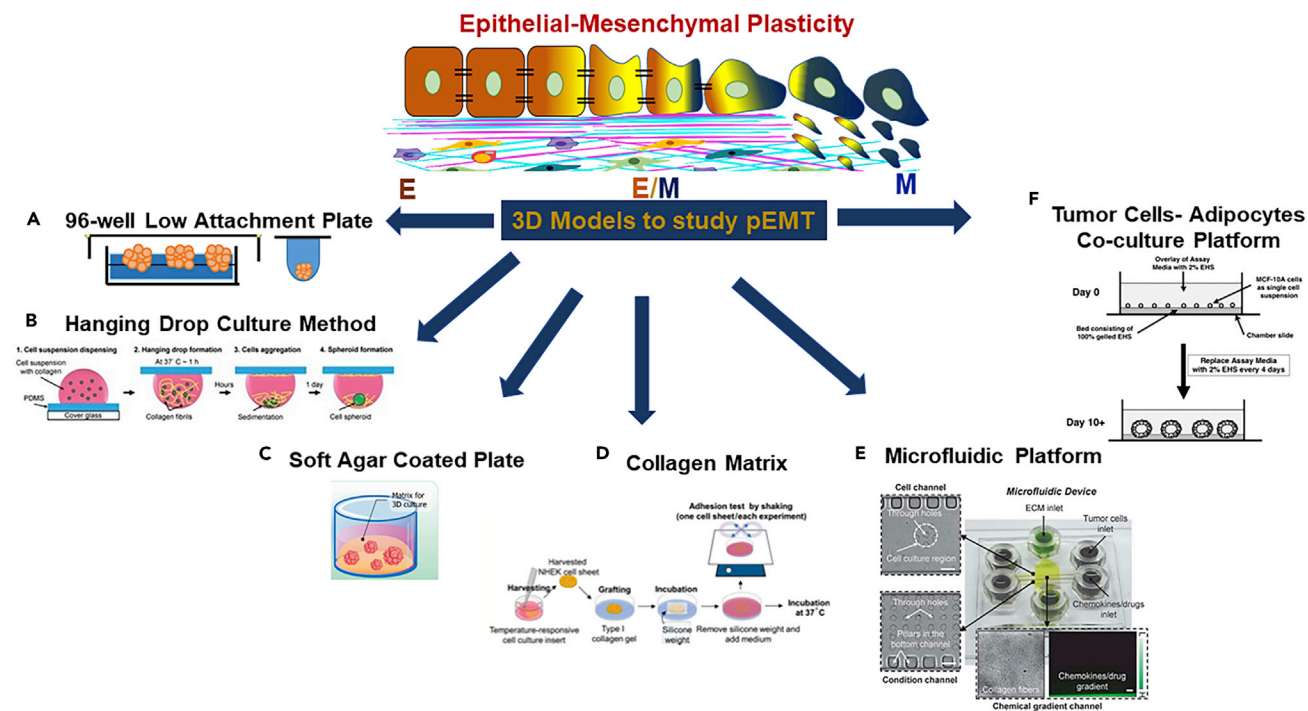 Epithelial-Mesenchymal Plasticity
E
E/M
M
3D Models to study pEMT
A
96-well Low Attachment Plate
B
Hanging Drop Culture Method
1. Cell suspension dispensing
2. Hanging drop formation
3. Cells aggregation
4. Spheroid formation
Cell suspension
with collagen
At 37° C ~ 1 h
Hours
1 day
PDMS
Cover glass
Collagen fibrils
Sedimentation
Cell spheroid
C
Soft Agar Coated Plate
Matrix for
3D culture
D
Collagen Matrix
Adhesion test by shaking
(one cell sheet/each experiment)
Harvested
NHEK cell sheet
Harvesting
Grafting
Incubation
Incubation
at 37°C
Temperature-responsive
cell culture insert
Type I
collagen gel
Silicone
weight
Remove silicone weight and
add medium
E
Microfluidic Platform
Cell channel
Through holes
Cell culture region
Microfluidic Device
ECM inlet
Tumor cells
inlet
Chemokines/drugs
inlet
Through holes
Pillars in the
bottom channel
Condition channel
Collagen fibers
Chemokines/drug
gradient
Chemical gradient channel
F
Tumor Cells- Adipocytes
Co-culture Platform
Overlay of Assay
Media with 2% EHS
MCF-10A cells
as single cell
suspension
Day 0
Bed consisting of
100% gelled EHS
Chamber slide
Replace Assay Media
with 2% EHS every 4 days
Day 10+